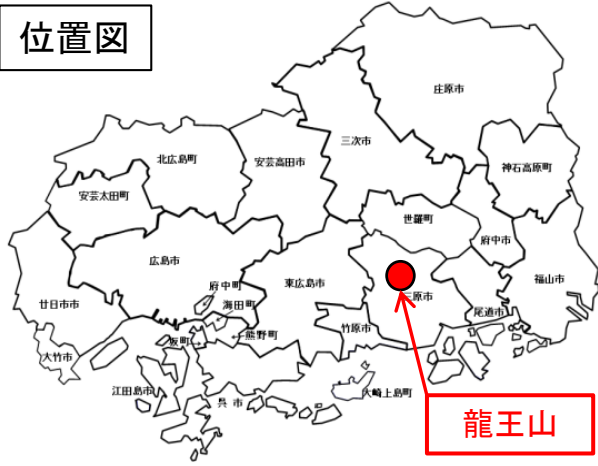 位置図
庄原市
三次市
北広島町
安芸高田市
神石高原町
安芸太田町
世羅町
府中市
広島市
東広島市
福山市
府中町
三原市
廿日市市
海田町
尾道市
竹原市
熊野町
坂町
大竹市
江田島市
大崎上島町
呉市
龍王山